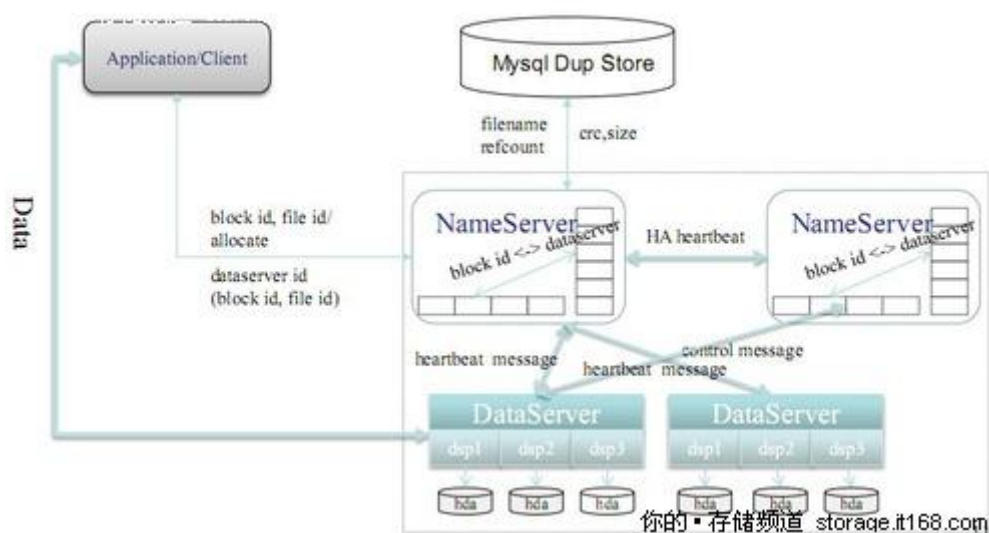 Application/Client
Mysql Dup Store
filename
refcount
crc,size
Data
block id, file id/
allocate
dataserver id
(block id, file id)
NameServer
block id <-> dataserver
HA heartbeat
NameServer
block id <-> dataserver
heartbeat message
control message
heartbeat message
DataServer
dsp1
dsp2
dsp3
hda
hda
hda
DataServer
dsp1
dsp2
dsp3
hda
hda
hda
你的·存储频道 storage.it168.com